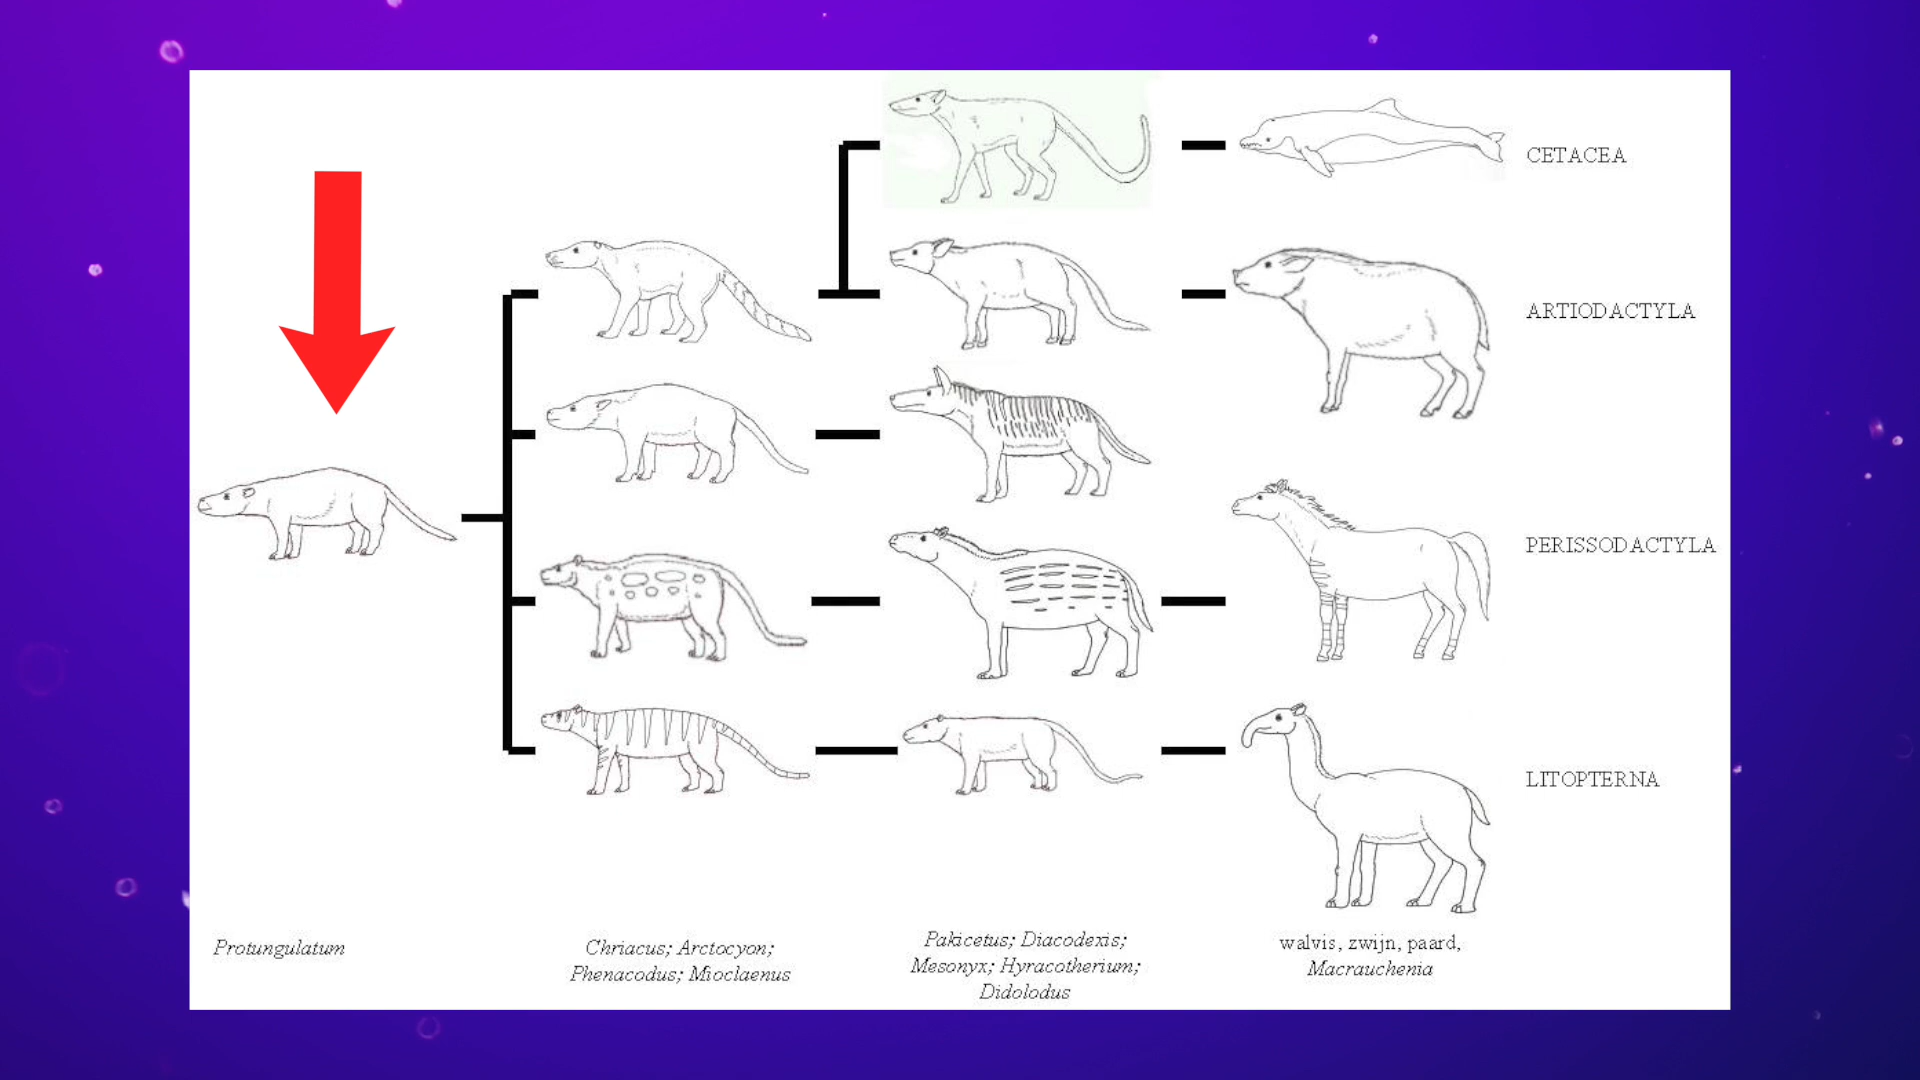 CETACEA
ARTIODACTYLA
PERISSODACTYLA
LITOPTERNA
Protungulatum
Chriacus; Arctocyon;
Phenacodus; Mioclaenus
Pakicetus; Diacodexis;
Mesonyx; Hyracotherium;
Didolodus
walvis, zwijn, paard,
Macrauchenia